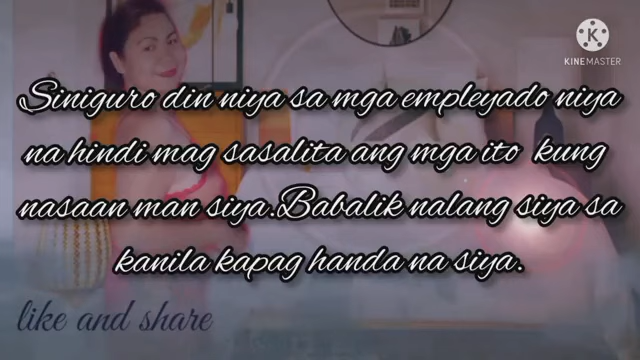 KINEMASTER
Siniguro din niya sa mga empleyado niya
na hindi mag sasalita ang mga ito kung
nasaan man siya.Babalik nalang siya sa
kanila kapag handa na siya.
like and share